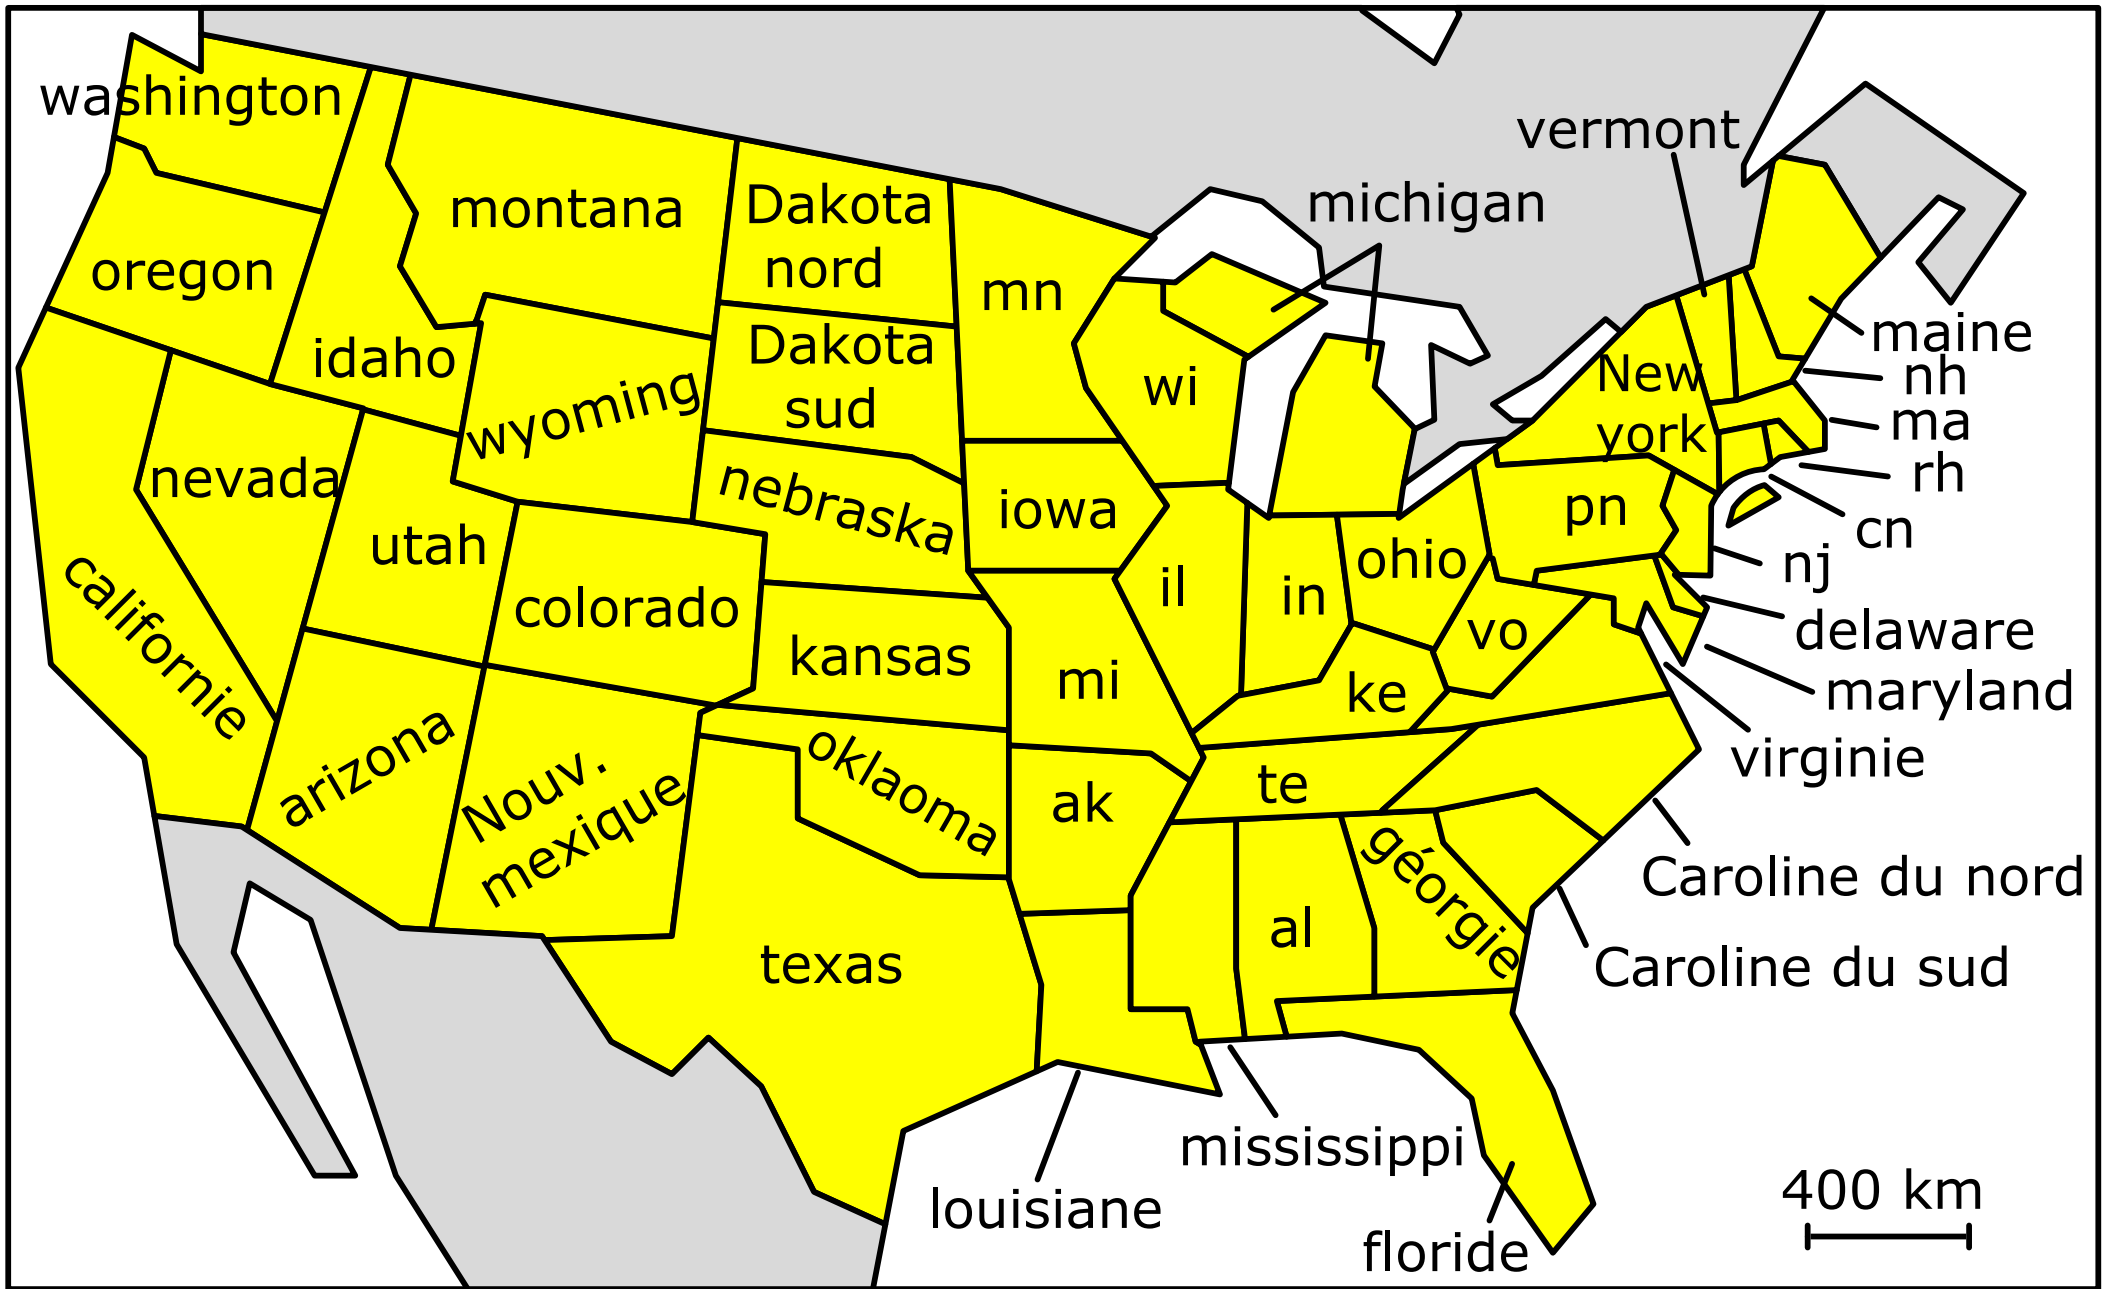 washington
vermont
michigan
montana
Dakota
nord
oregon
mn
maine
idaho
Dakota
sud
wyoming
wi
New
york
nh
ma
rh
cn
nevada
nebraska
iowa
pn
utah
ohio
nj
californie
colorado
il
in
vo
delaware
kansas
mi
ke
maryland
virginie
arizona
Nouv.
mexique
oklaoma
ak
te
géorgie
Caroline du nord
al
texas
Caroline du sud
mississippi
louisiane
floride
400 km